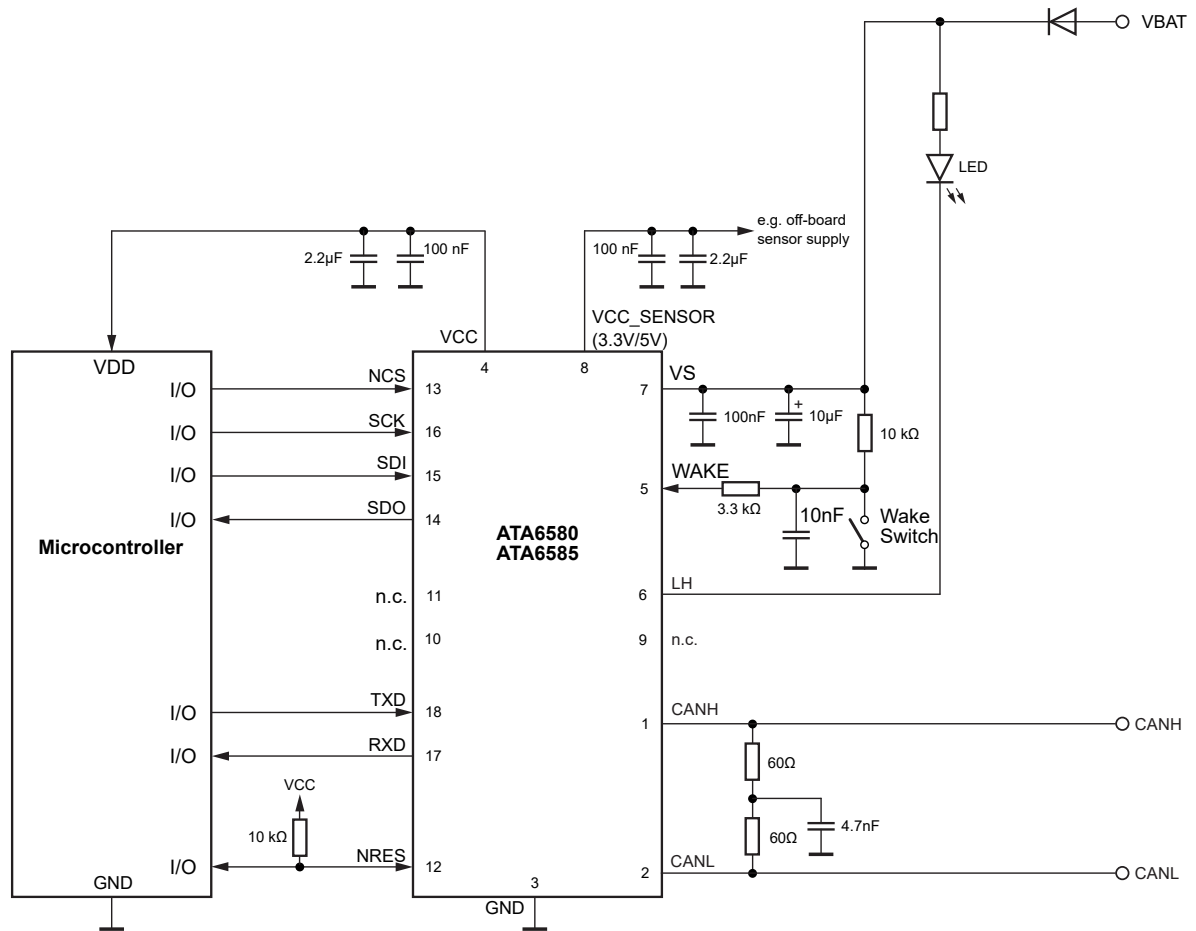 VBAT
LED
e.g. off-board
sensor supply
2.2µF
100 nF
100 nF
2.2µF
VCC_SENSOR
(3.3V/5V)
VCC
VDD
4
8
VS
7
I/O
NCS
13
100nF
+
10µF
10 kΩ
I/O
SCK
16
I/O
SDI
15
WAKE
5
3.3 kΩ
10nF
Wake
Switch
I/O
SDO
14
Microcontroller
ATA6580
ATA6585
LH
6
n.c.
11
n.c.
10
9
n.c.
I/O
TXD
18
CANH
1
CANH
I/O
RXD
17
60Ω
VCC
10 kΩ
60Ω
4.7nF
I/O
NRES
12
CANL
2
CANL
GND
3
GND